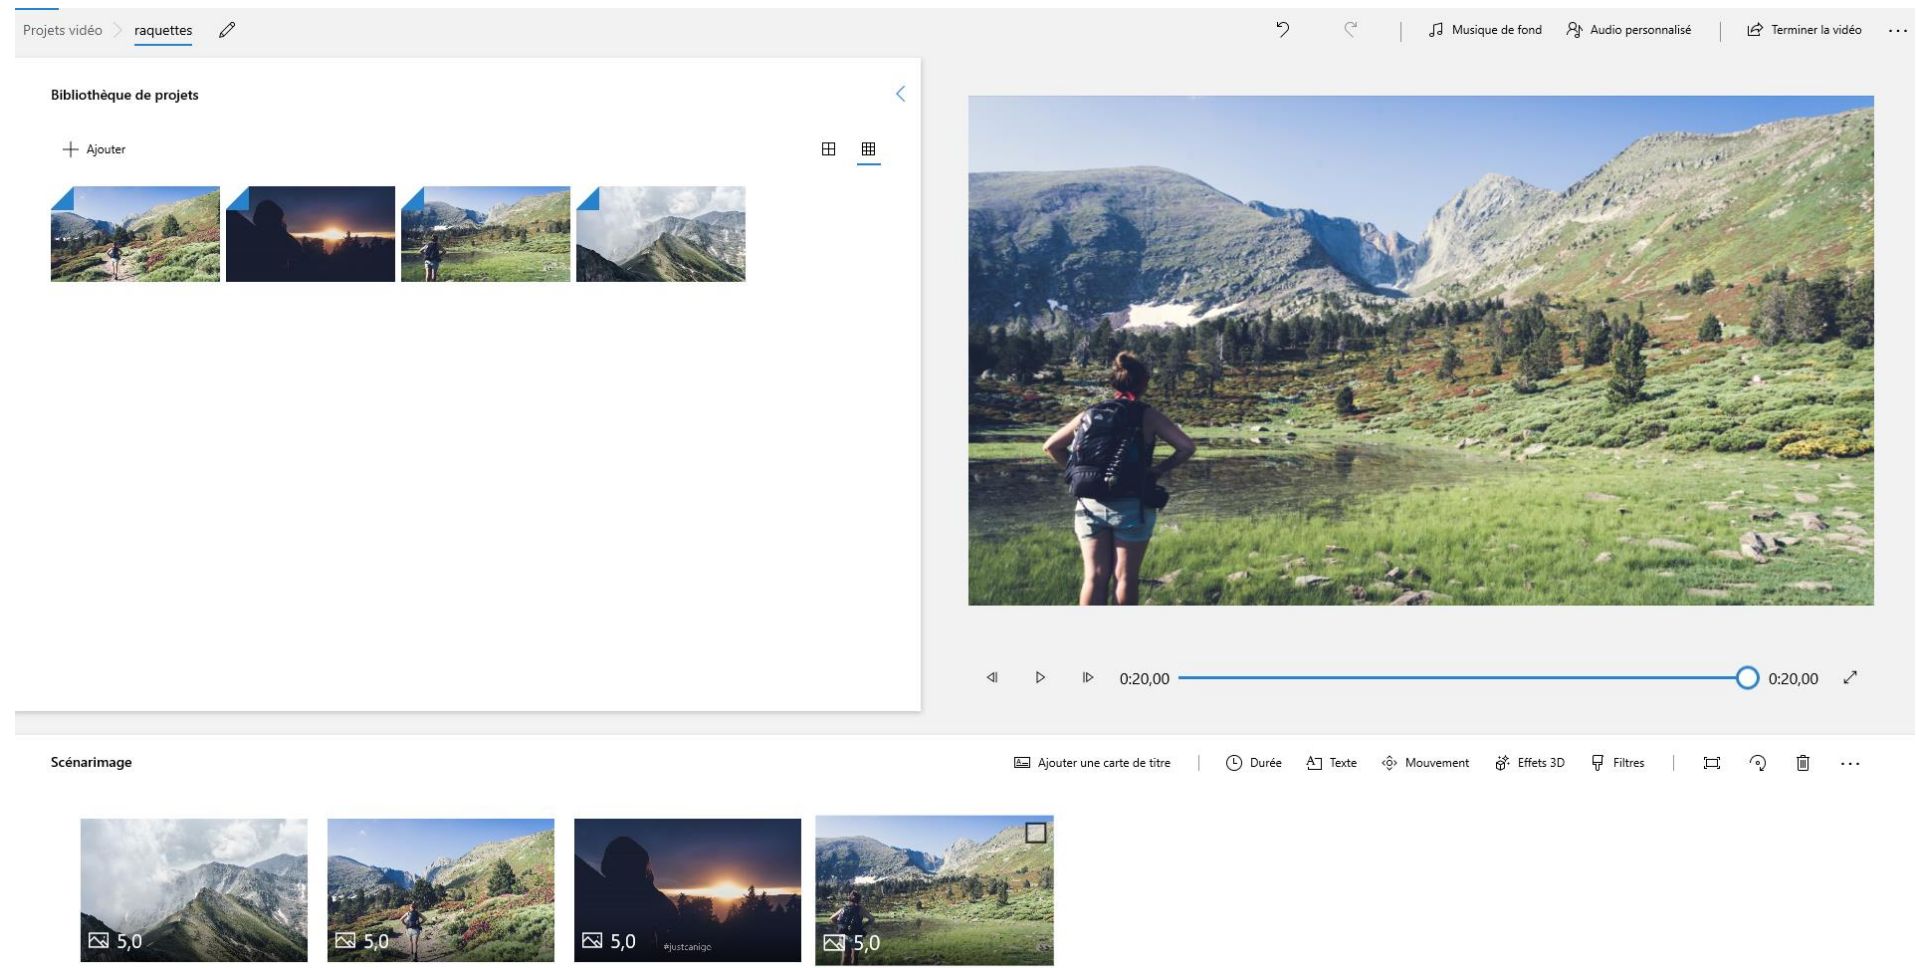 Projets vidéo
raquettes
Musique de fond
Audio personnalisé
Terminer la vidéo
Bibliothèque de projets
Ajouter
0:20,00
0:20,00
Scénarimage
Ajouter une carte de titre
Durée
Texte
Mouvement
Effets 3D
Filtres
5,0
5,0
5,0
#justcanigo
5,0